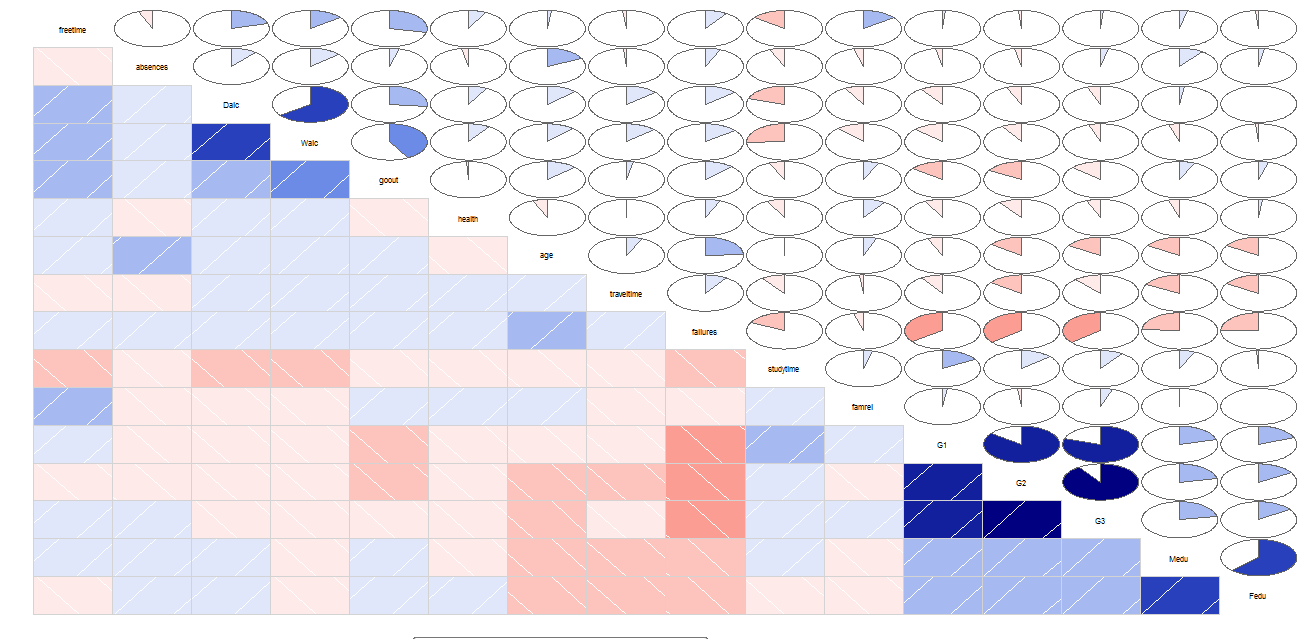 freetime
absences
Dalc
Walc
goout
health
age
traveltime
failures
studytime
famrel
G1
G2
G3
Medu
Fedu